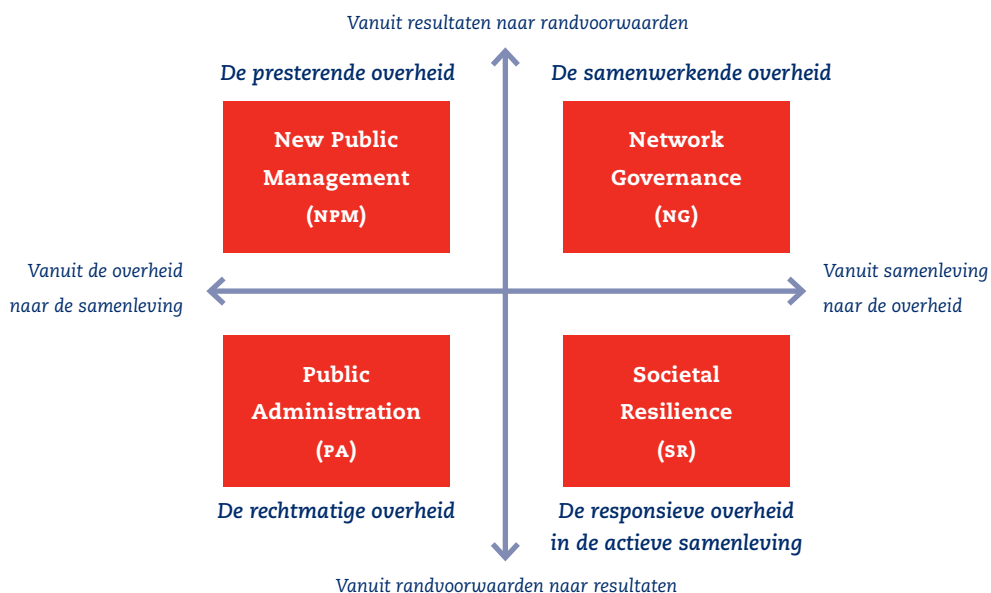 Vanuit resultaten naar randvoorwaarden
De presterende overheid
De samenwerkende overheid
New Public
Management
(NPM)
Network
Governance
(NG)
Vanuit de overheid
naar de samenleving
Vanuit samenleving
naar de overheid
Public
Administration
(PA)
Societal
Resilience
(SR)
De rechtmatige overheid
De responsieve overheid
in de actieve samenleving
Vanuit randvoorwaarden naar resultaten